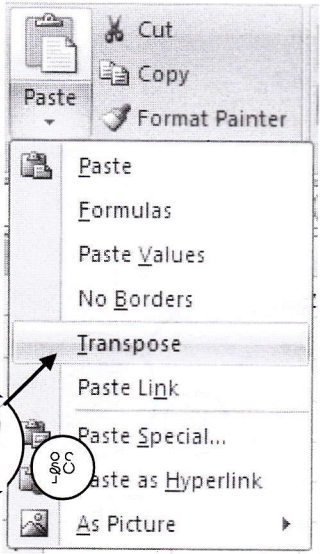 Cut
Copy
Paste
Format Painter
Paste
Formulas
Paste Values
No Borders
Transpose
Paste Link
Paste Special...
aste as Hyperlink
As Picture